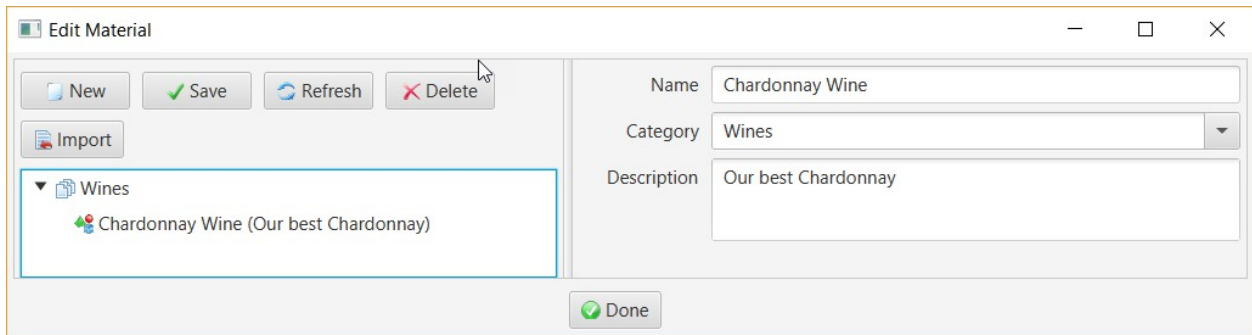 Edit Material
New Save Refresh Delete
Import
Wines
Chardonnay Wine (Our best Chardonnay)
Name Chardonnay Wine
Category Wines
Description Our best Chardonnay
Done